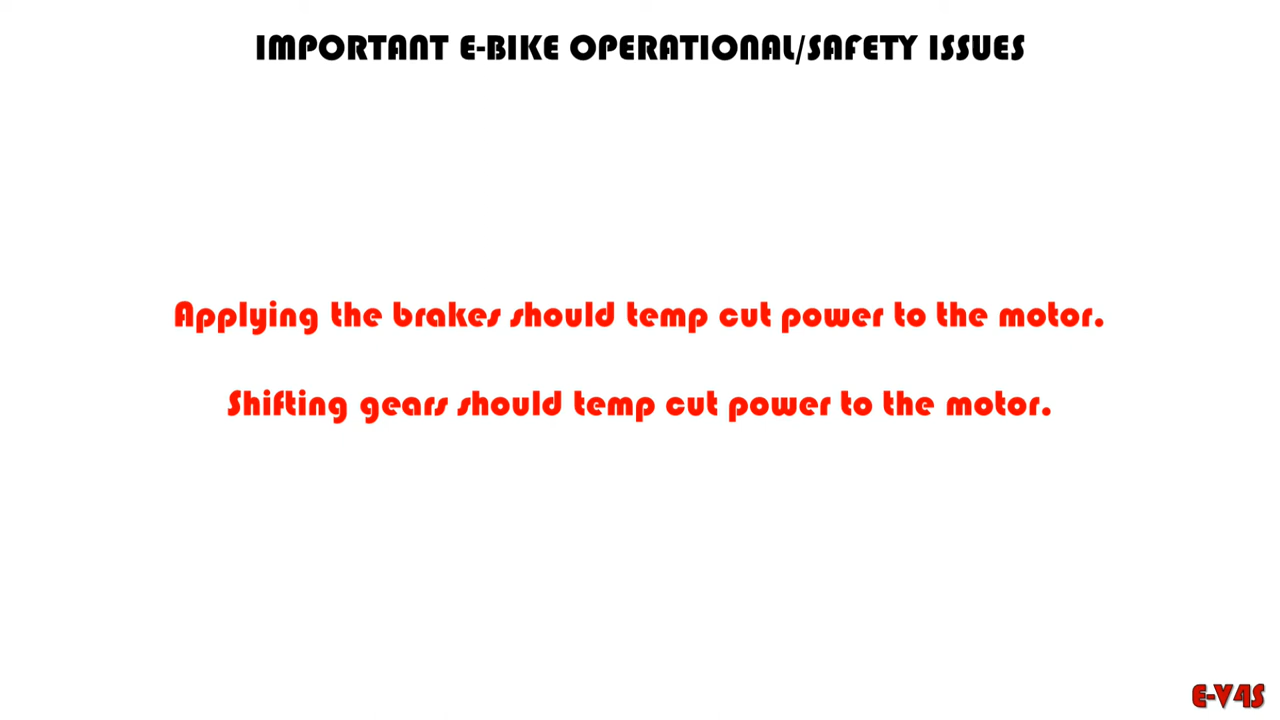 IMPORTANT E-BIKE OPERATIONAL/SAFETY ISSUES
Applying the brakes should temp cut power to the motor.
Shifting gears should temp cut power to the motor.
E-V4S